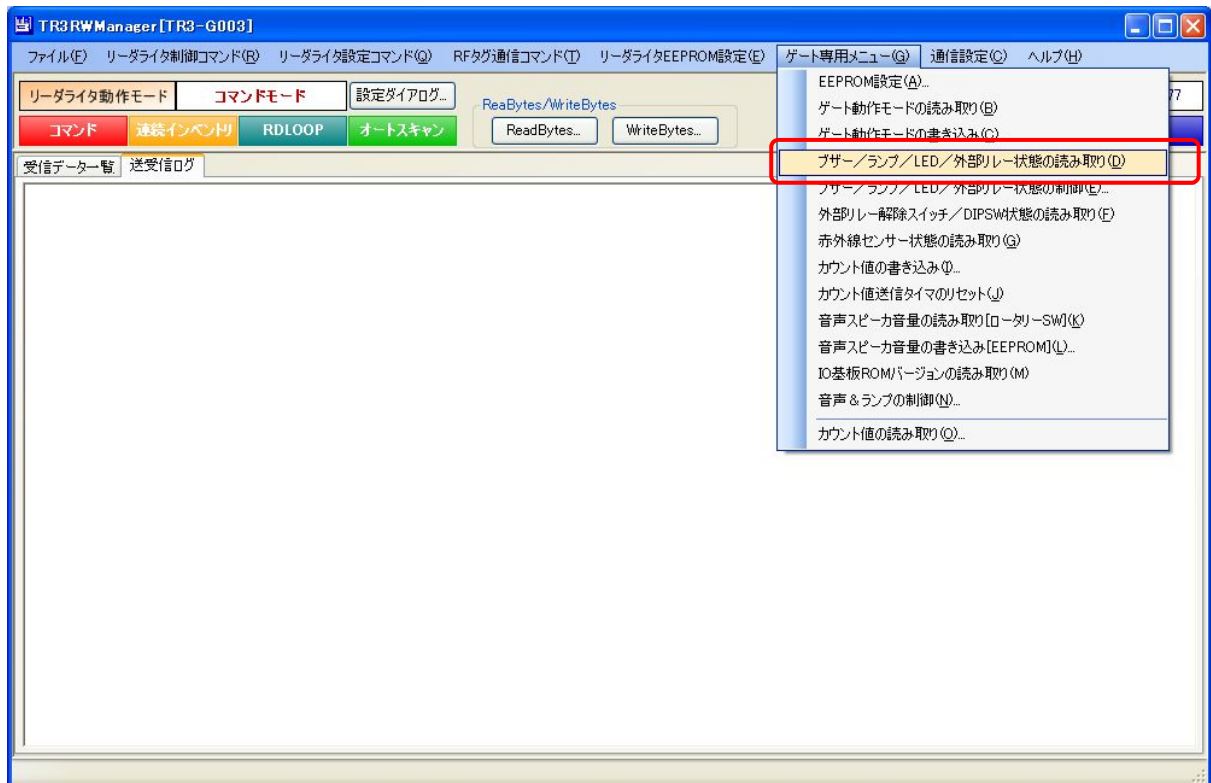 TR3RWManager[TR3-G003]
ファイル(F) リーダライタ制御コマンド(R) リーダライタ設定コマンド(Q) RFタグ通信コマンド(T) リーダライタEEPROM設定(E) ゲート専用メニュー(G) 通信設定(C) ヘルプ(H)
リーダライタ動作モード コマンドモード 設定ダイアログ... ReaBytes/WriteBytes
コマンド 連続インベントリ RDLOOP オートスキャン ReadBytes... WriteBytes...
受信データ一覧 送受信ログ
EEPROM設定(A)...
ゲート動作モードの読み取り(B)
ゲート動作モードの書き込み(C)
ブザー／ランプ／LED／外部リレー状態の読み取り(D)
ブザー／ランプ／LED／外部リレー状態の制御(E)...
外部リレー解除スイッチ／DIPSW状態の読み取り(F)
赤外線センサー状態の読み取り(G)
カウント値の書き込み(I)...
カウント値送信タイマのリセット(J)
音声スピーカ音量の読み取り[ロータリーSW](K)
音声スピーカ音量の書き込み[EEPROM](L)...
IO基板ROMバージョンの読み取り(M)
音声＆ランプの制御(N)...
カウント値の読み取り(O)...